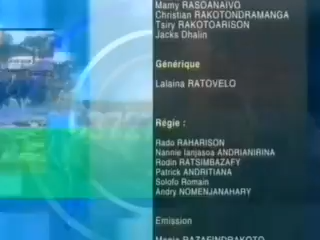 Mamy RASOANAIVO
Christian RAKOTONDRAMANGA
Tsiry RAKOTOARISON
Jacks Dhalin
Générique
Lalaina RATOVELO
Régie :
Rado RAHARISON
Nannie Ianjasoa ANDRIANIRINA
Rodin RATSIMBAZAFY
Patrick ANDRITIANA
Solofo Romain
Andry NOMENJANAHARY
Emission
RAZAFINDRAKOTO